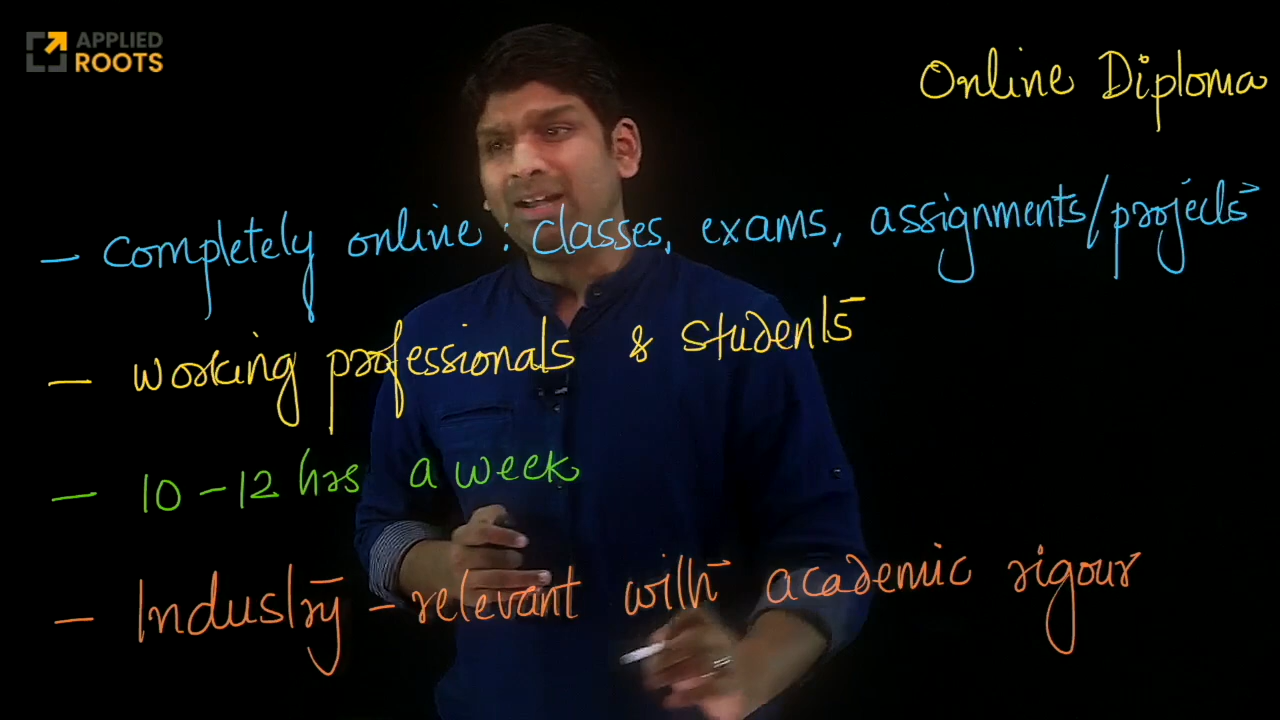 APPLIED
ROOTS
Online Diploma
- Completely online: classes, exams, assignments/projects
- Working professionals & students
- 10-12 hrs a week
- Industry-relevant with academic rigour